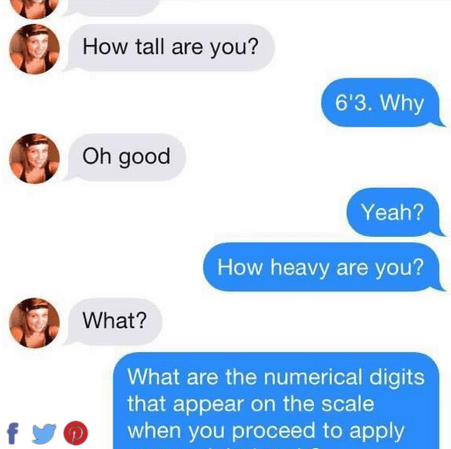 How tall are you?
6'3. Why
Oh good
Yeah?
How heavy are you?
What?
What are the numerical digits
that appear on the scale
when you proceed to apply